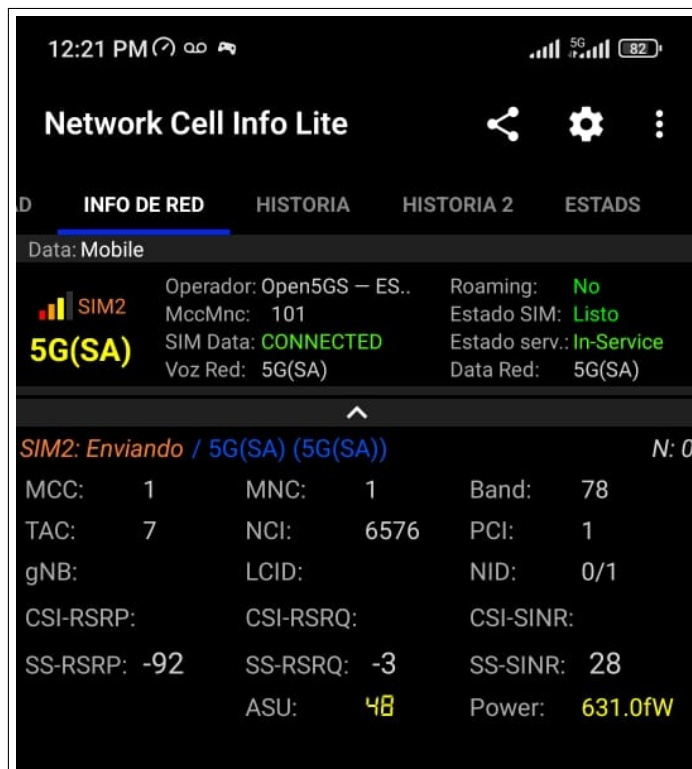 12:21 PM 5G 82
Network Cell Info Lite
AD INFO DE RED HISTORIA HISTORIA 2 ESTADS
Data: Mobile
SIM2
5G(SA)
Operador: Open5GS – ES.. Roaming: No
MccMnc: 101 Estado SIM: Listo
SIM Data: CONNECTED Estado serv.: In-Service
Voz Red: 5G(SA) Data Red: 5G(SA)
SIM2: Enviando / 5G(SA) (5G(SA)) N: 0
MCC: 1 MNC: 1 Band: 78
TAC: 7 NCI: 6576 PCI: 1
gNB: LCID: NID: 0/1
CSI-RSRP: CSI-RSRQ: CSI-SINR:
SS-RSRP: -92 SS-RSRQ: -3 SS-SINR: 28
ASU: 48 Power: 631.0fW